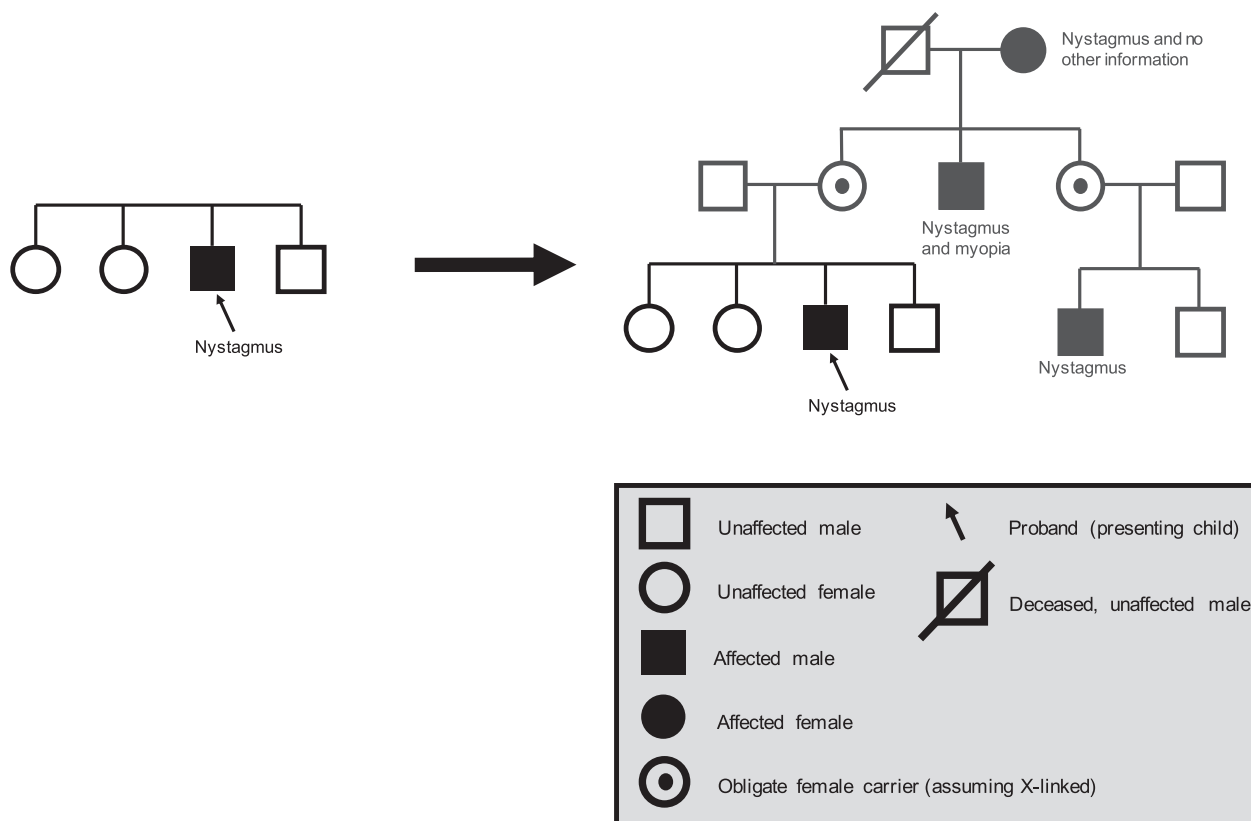 Nystagmus and no
other information
Nystagmus
and myopia
Nystagmus
Nystagmus
Nystagmus
Unaffected male
Proband (presenting child)
Unaffected female
Deceased, unaffected male
Affected male
Affected female
Obligate female carrier (assuming X-linked)